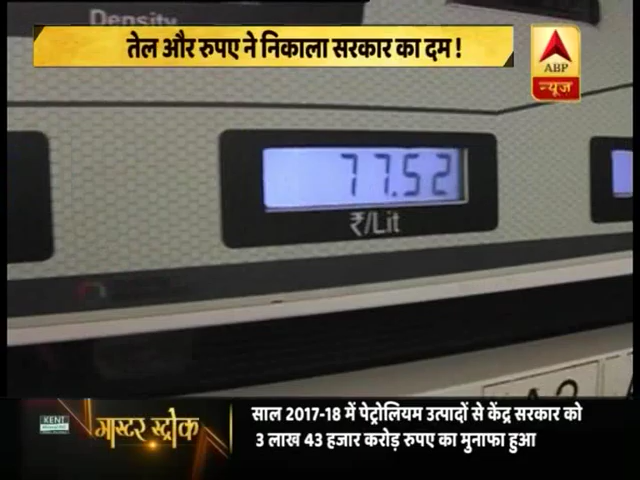 Density
तेल और रुपए ने निकाला सरकार का दम !
ABP
न्यूज़
77.52
₹/Lit
KENT
मास्टर स्ट्रोक
साल 2017-18 में पेट्रोलियम उत्पादों से केंद्र सरकार को
3 लाख 43 हजार करोड़ रुपए का मुनाफा हुआ